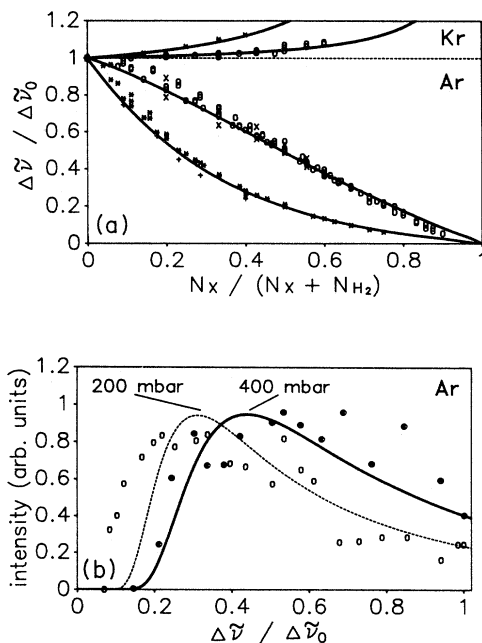 1.2
Kr
1
Ar
0.8
0.6
0.4
0.2
(a)
0
0 0.2 0.4 0.6 0.8 1
Δν̃ / Δν̃₀
Nx / (Nx + NH₂)
1.2
200 mbar 400 mbar Ar
1
0.8
0.6
0.4
0.2
(b)
0
0 0.2 0.4 0.6 0.8 1
intensity (arb. units)
Δν̃ / Δν̃₀